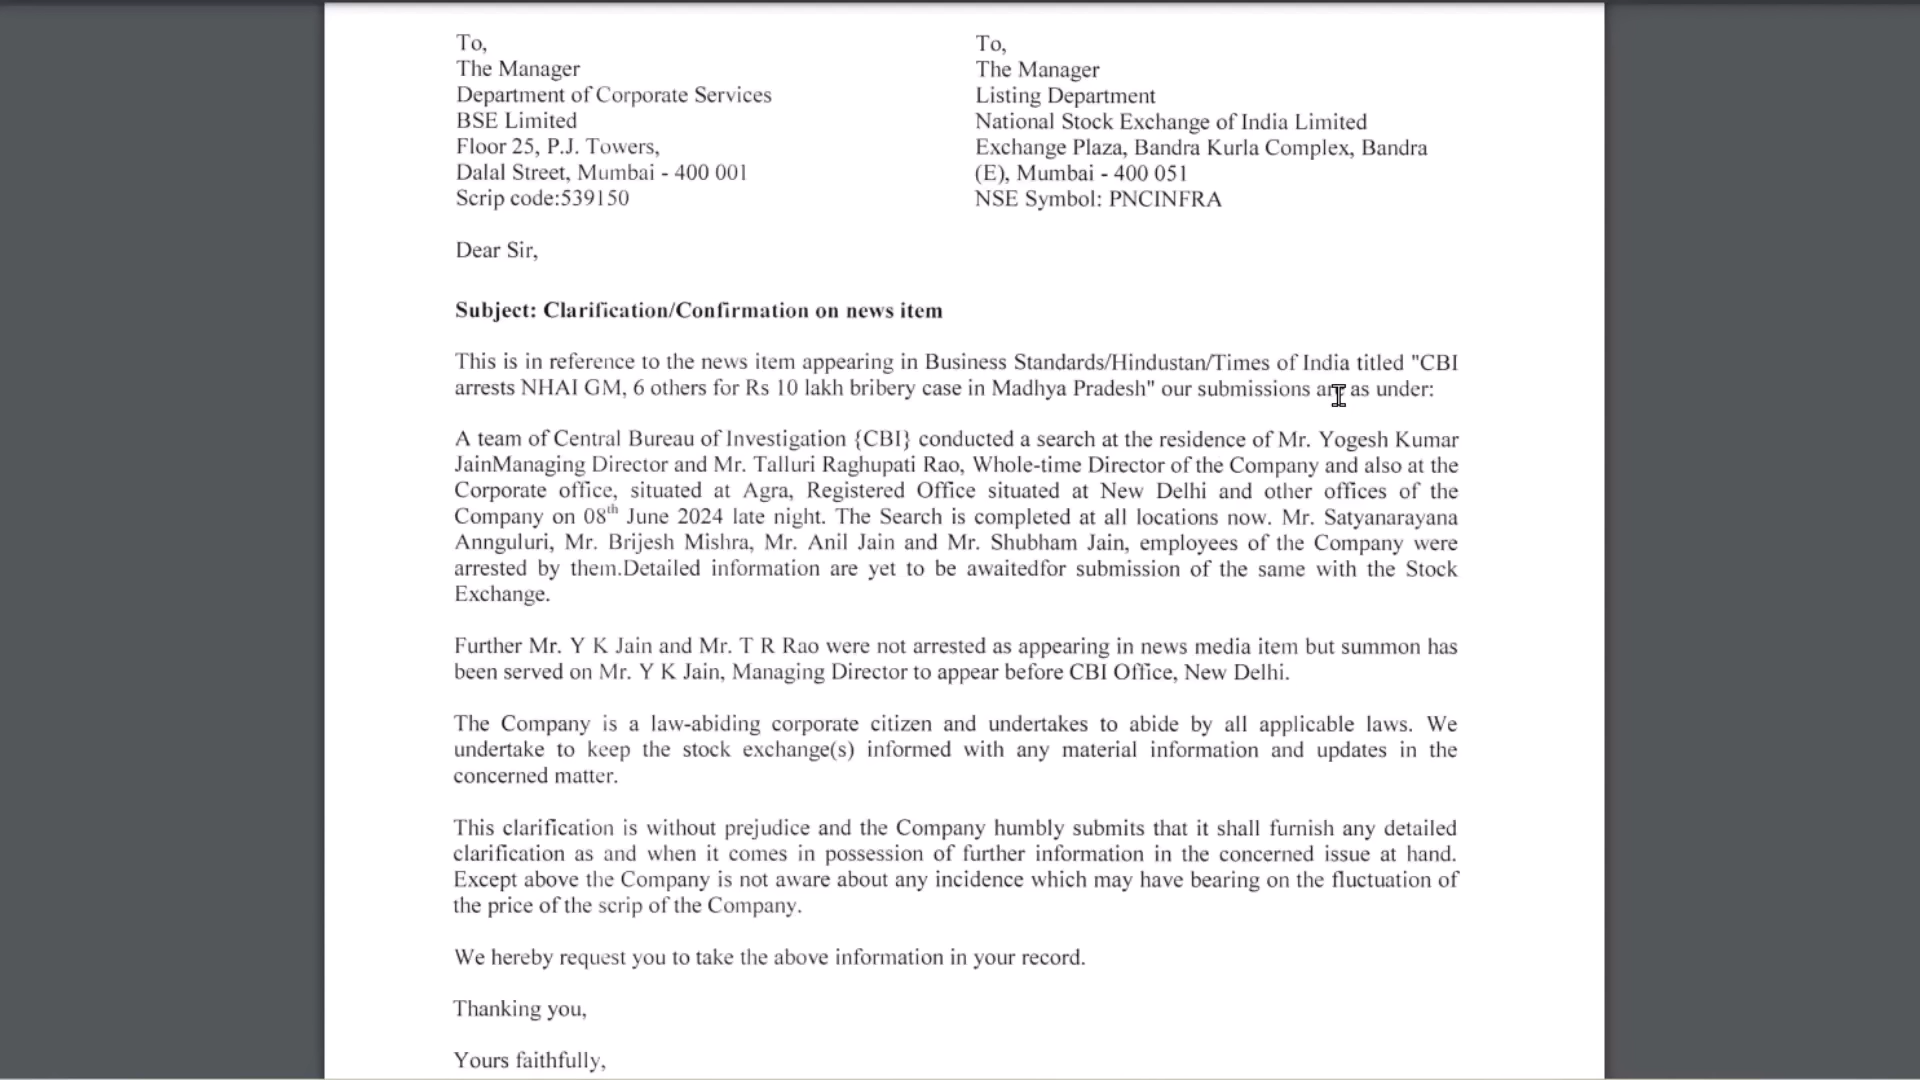 To,
The Manager
Department of Corporate Services
BSE Limited
Floor 25, P.J. Towers,
Dalal Street, Mumbai - 400 001
Scrip code:539150
To,
The Manager
Listing Department
National Stock Exchange of India Limited
Exchange Plaza, Bandra Kurla Complex, Bandra
(E), Mumbai - 400 051
NSE Symbol: PNCINFRA
Dear Sir,
Subject: Clarification/Confirmation on news item
This is in reference to the news item appearing in Business Standards/Hindustan/Times of India titled "CBI
arrests NHAI GM, 6 others for Rs 10 lakh bribery case in Madhya Pradesh" our submissions are as under:
A team of Central Bureau of Investigation {CBI} conducted a search at the residence of Mr. Yogesh Kumar
JainManaging Director and Mr. Talluri Raghupati Rao, Whole-time Director of the Company and also at the
Corporate office, situated at Agra, Registered Office situated at New Delhi and other offices of the
Company on 08th June 2024 late night. The Search is completed at all locations now. Mr. Satyanarayana
Annguluri, Mr. Brijesh Mishra, Mr. Anil Jain and Mr. Shubham Jain, employees of the Company were
arrested by them.Detailed information are yet to be awaitedfor submission of the same with the Stock
Exchange.
Further Mr. Y K Jain and Mr. T R Rao were not arrested as appearing in news media item but summon has
been served on Mr. Y K Jain, Managing Director to appear before CBI Office, New Delhi.
The Company is a law-abiding corporate citizen and undertakes to abide by all applicable laws. We
undertake to keep the stock exchange(s) informed with any material information and updates in the
concerned matter.
This clarification is without prejudice and the Company humbly submits that it shall furnish any detailed
clarification as and when it comes in possession of further information in the concerned issue at hand.
Except above the Company is not aware about any incidence which may have bearing on the fluctuation of
the price of the scrip of the Company.
We hereby request you to take the above information in your record.
Thanking you,
Yours faithfully,